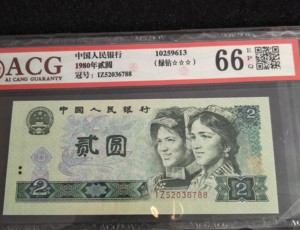 ACG
AI CANG GUARANTY
中国人民银行
1980年贰圆
冠号：IZ52036788
10259613
(绿钻☆☆☆)
66 EPQ
中国人民银行
贰圆
2
2
2
IZ52036788